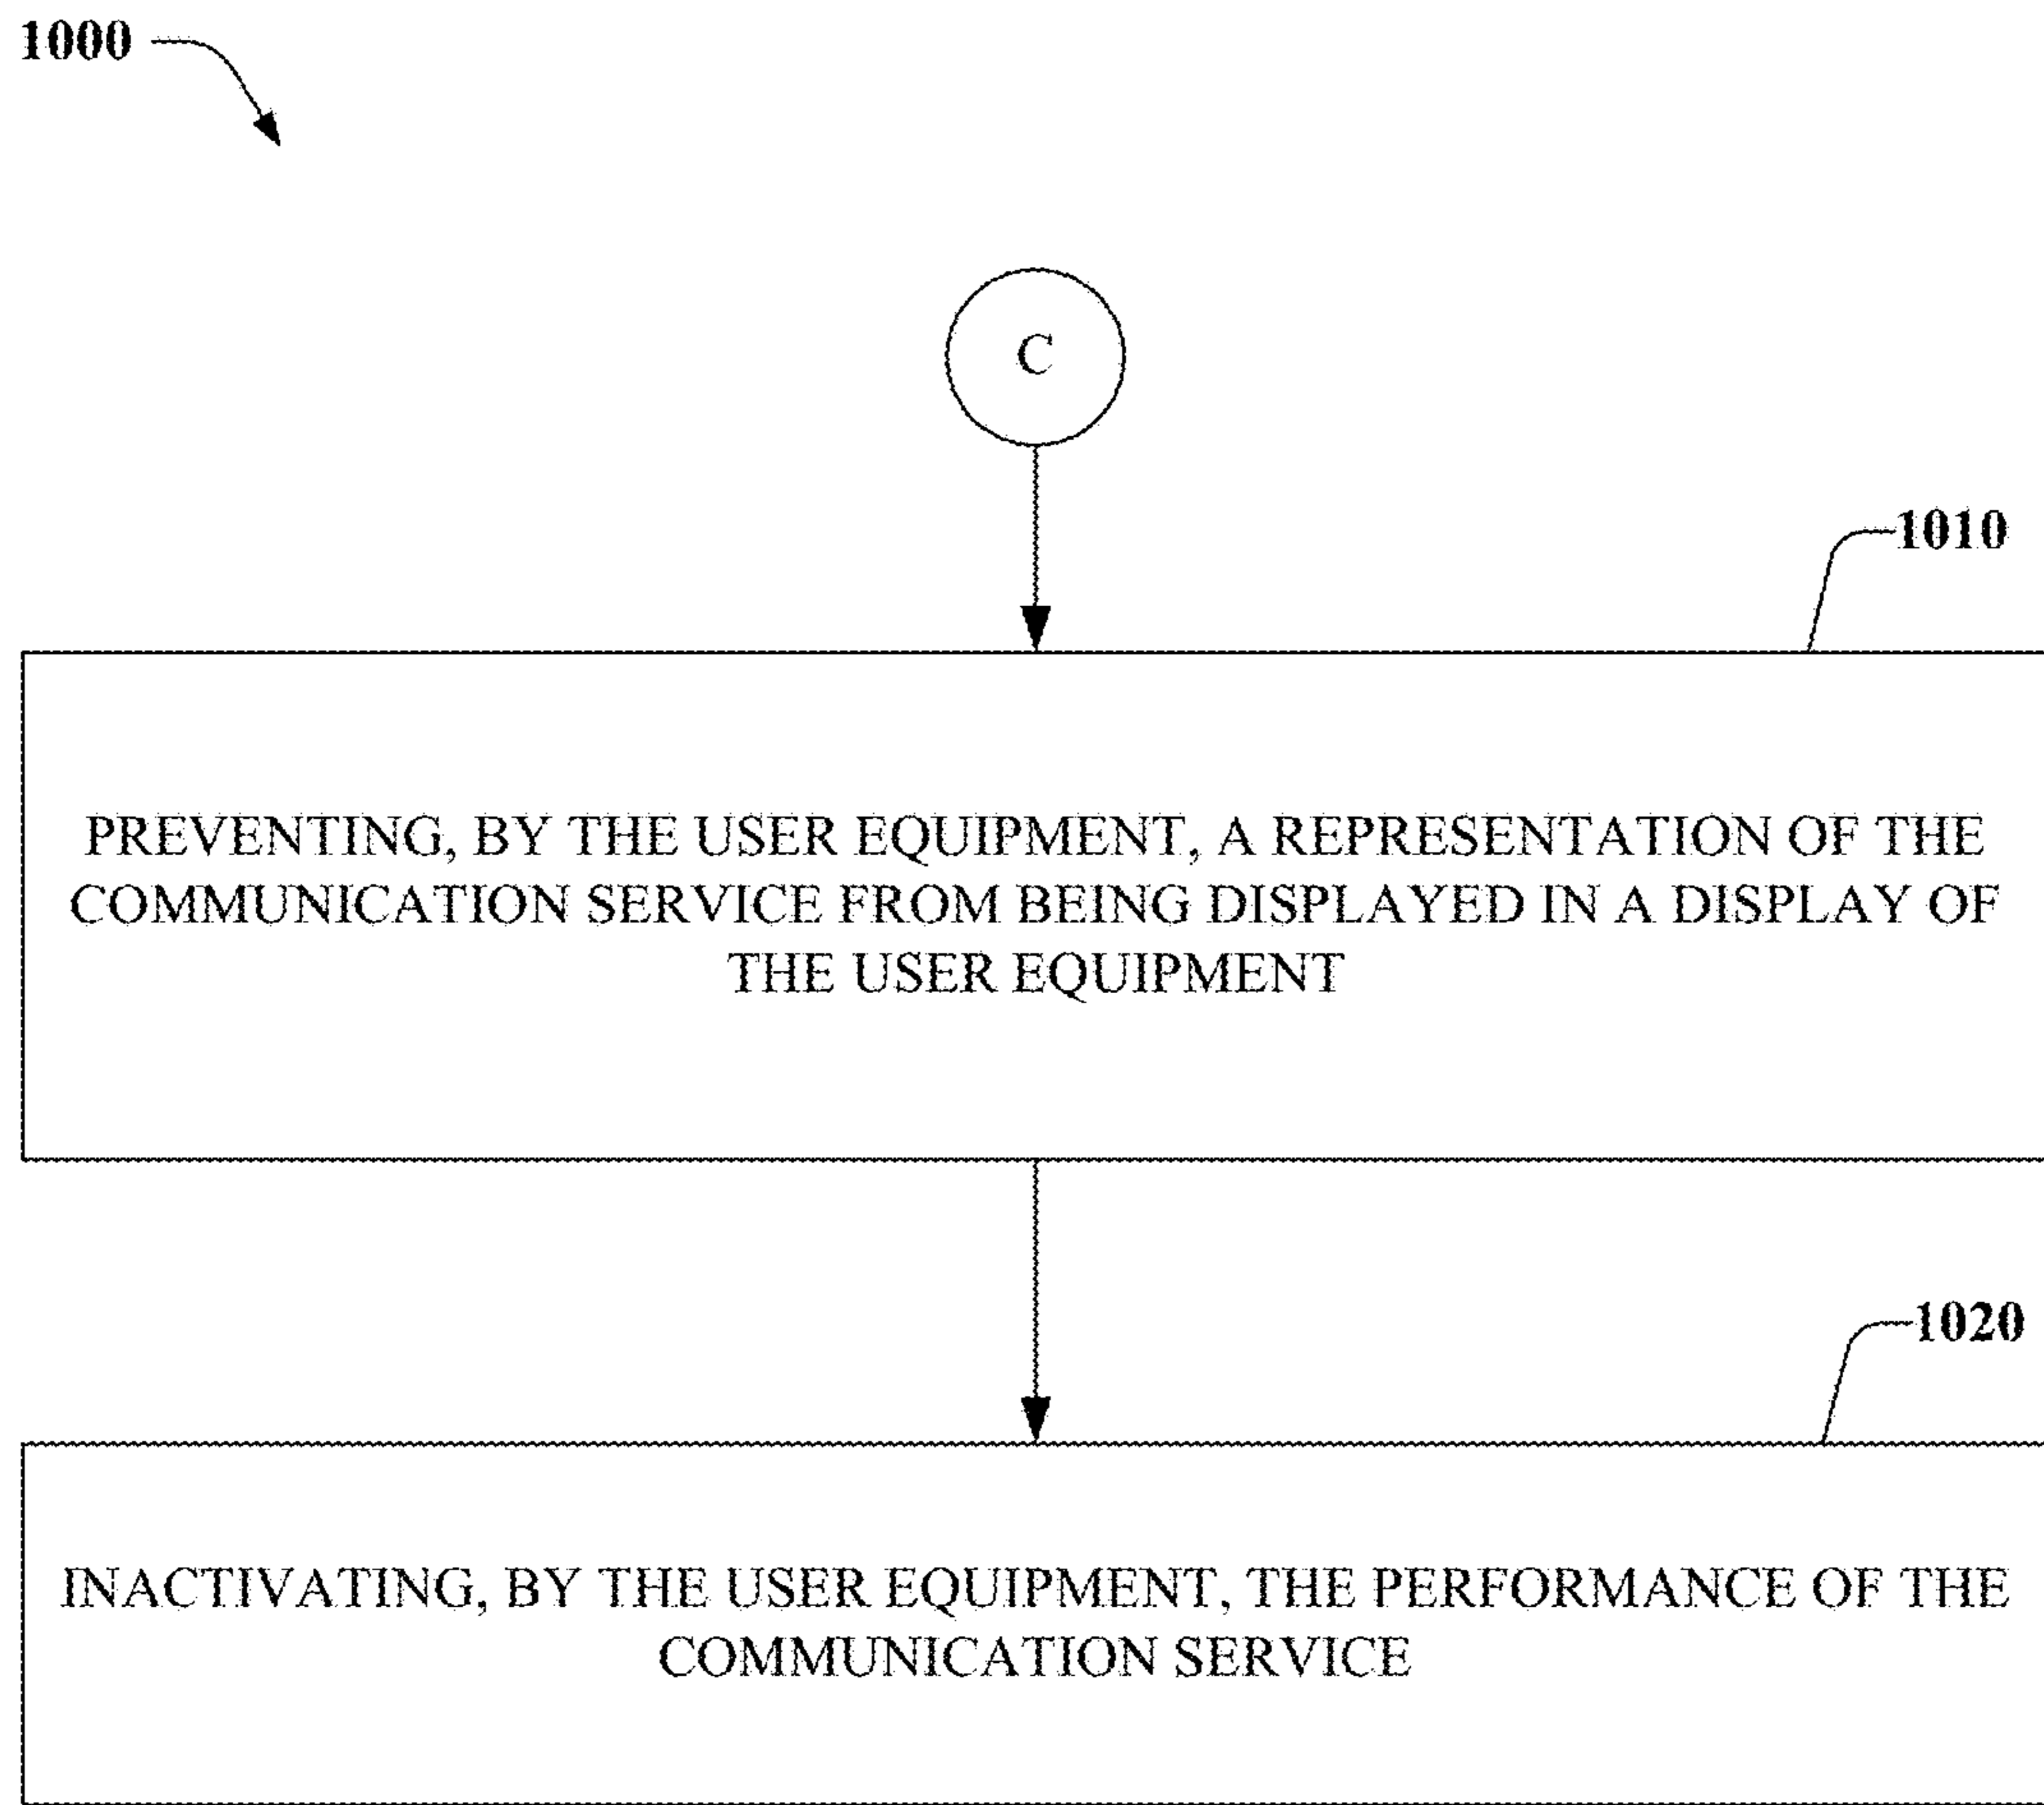 1000
C
1010
PREVENTING, BY THE USER EQUIPMENT, A REPRESENTATION OF THE
COMMUNICATION SERVICE FROM BEING DISPLAYED IN A DISPLAY OF
THE USER EQUIPMENT
1020
INACTIVATING, BY THE USER EQUIPMENT, THE PERFORMANCE OF THE
COMMUNICATION SERVICE